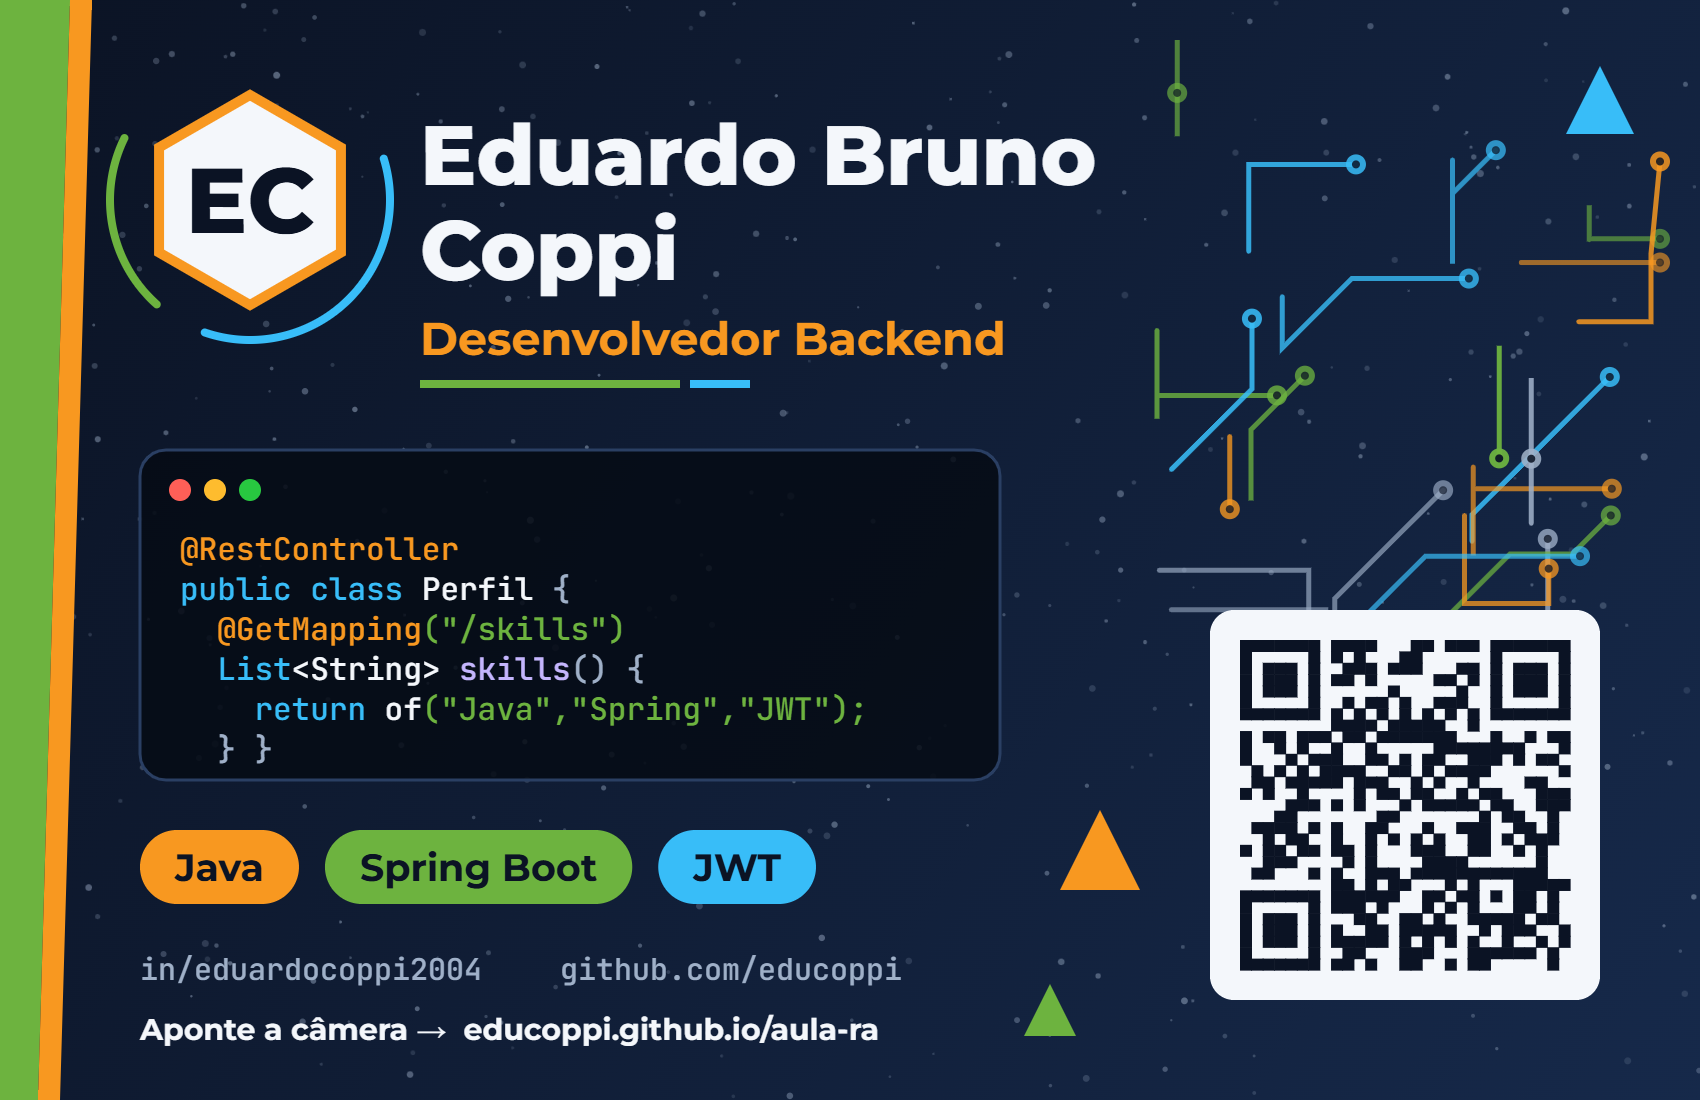 EC
Eduardo Bruno
Coppi
Desenvolvedor Backend
@RestController
public class Perfil {
  @GetMapping("/skills")
  List<String> skills() {
    return of("Java","Spring","JWT");
  } }
Java
Spring Boot
JWT
in/eduardocoppi2004
github.com/educoppi
Aponte a câmera → educoppi.github.io/aula-ra